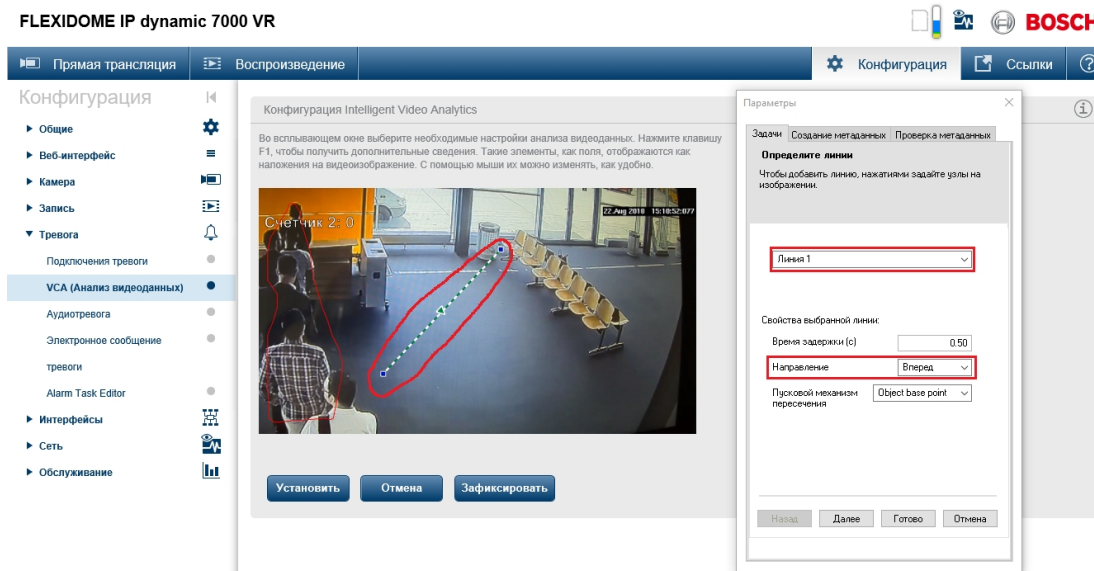 FLEXIDOME IP dynamic 7000 VR
BOSCH
Прямая трансляция
Воспроизведение
Конфигурация
Ссылки
Конфигурация
Общие
Веб-интерфейс
Камера
Запись
Тревога
Подключения тревоги
VCA (Анализ видеоданных)
Аудиотревога
Электронное сообщение
тревоги
Alarm Task Editor
Интерфейсы
Сеть
Обслуживание
Конфигурация Intelligent Video Analytics
Во всплывающем окне выберите необходимые настройки анализа видеоданных. Нажмите клавишу
F1, чтобы получить дополнительные сведения. Такие элементы, как поля, отображаются как
наложения на видеоизображение. С помощью мыши их можно изменять, как удобно.
Счетчик 2: 0
22.Aug 2018 15:10:52:077
Установить
Отмена
Зафиксировать
Параметры
Задачи
Создание метаданных
Проверка метаданных
Определите линии
Чтобы добавить линию, нажатиями задайте узлы на
изображении.
Линия 1
Свойства выбранной линии:
Время задержки (с)
0.50
Направление
Вперед
Пусковой механизм
пересечения
Object base point
Назад
Далее
Готово
Отмена